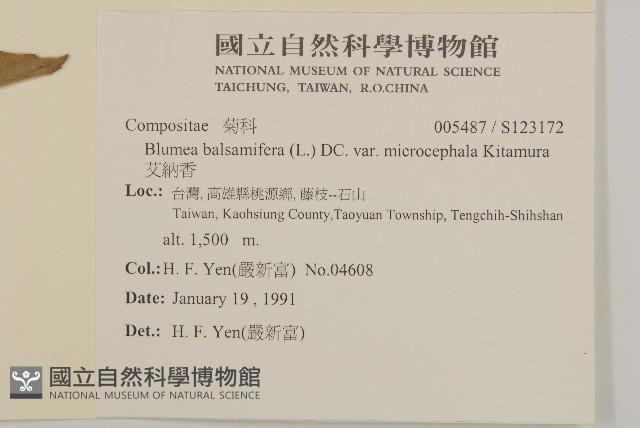 國立自然科學博物館
NATIONAL MUSEUM OF NATURAL SCIENCE
TAICHUNG, TAIWAN, R.O.CHINA
Compositae 菊科 005487 / S123172
Blumea balsamifera (L.) DC. var. microcephala Kitamura
艾納香
Loc.: 台灣, 高雄縣桃源鄉, 藤枝--石山
Taiwan, Kaohsiung County,Taoyuan Township, Tengchih-Shihshan
alt. 1,500 m.
Col.: H. F. Yen(嚴新富) No.04608
Date: January 19 , 1991
Det.: H. F. Yen(嚴新富)
國立自然科學博物館
NATIONAL MUSEUM OF NATURAL SCIENCE